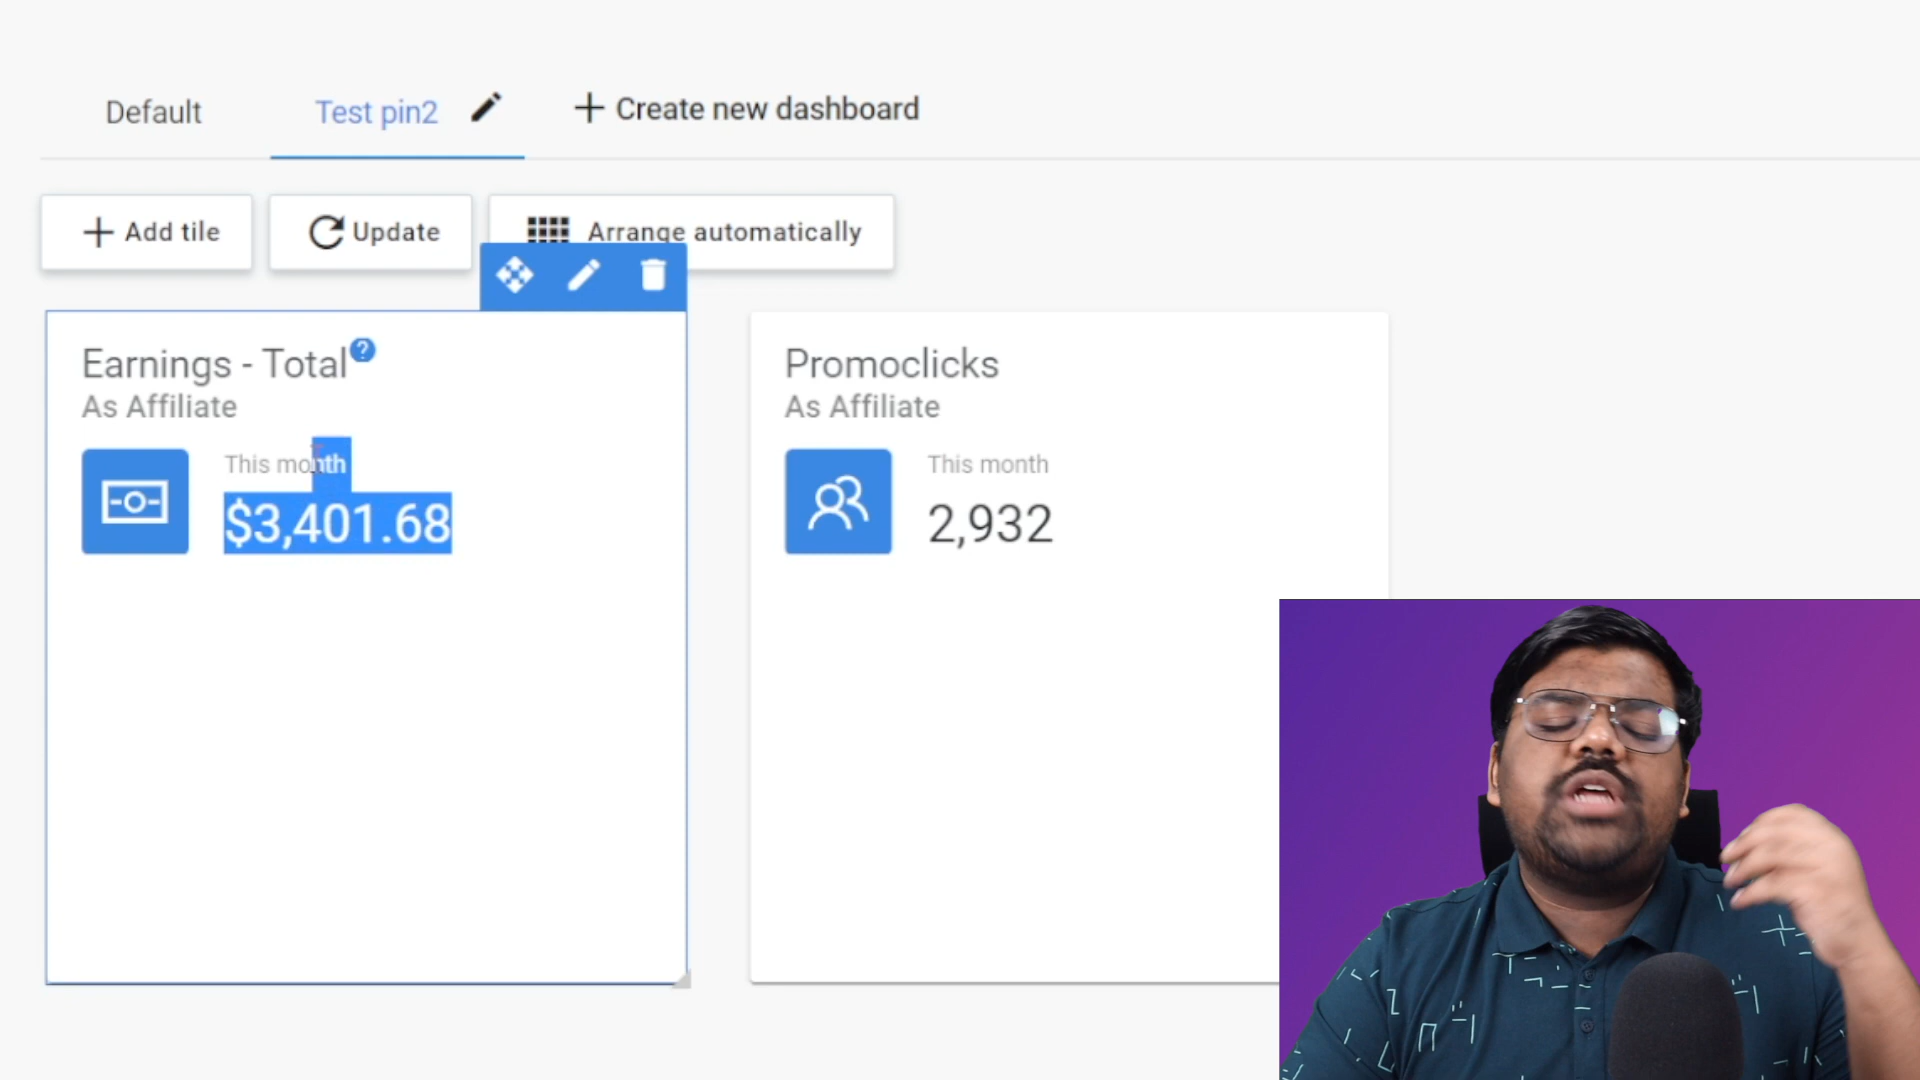 Default
Test pin2
Create new dashboard
Add tile
Update
Arrange automatically
Earnings - Total
?
As Affiliate
This month
$3,401.68
Promoclicks
As Affiliate
This month
2,932